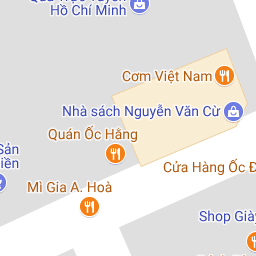 Hồ Chí Minh
Cơm Việt Nam
Nhà sách Nguyễn Văn Cừ
Quán Ốc Hằng
Sản
Cửa Hàng Ốc
Mì Gia A. Hoà
Shop Giày